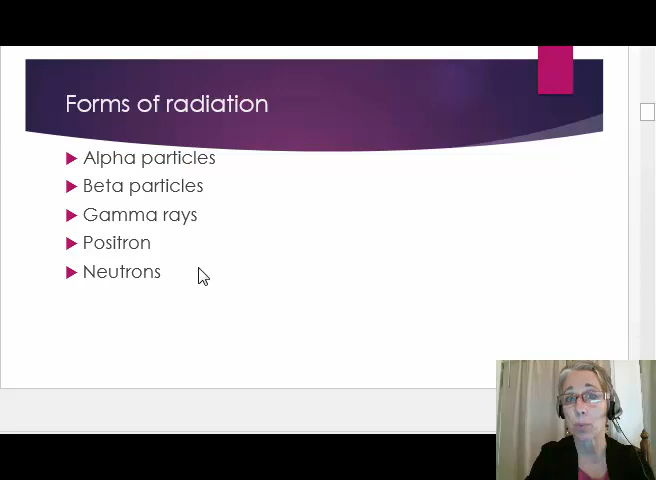 Forms of radiation
Alpha particles
Beta particles
Gamma rays
Positron
Neutrons